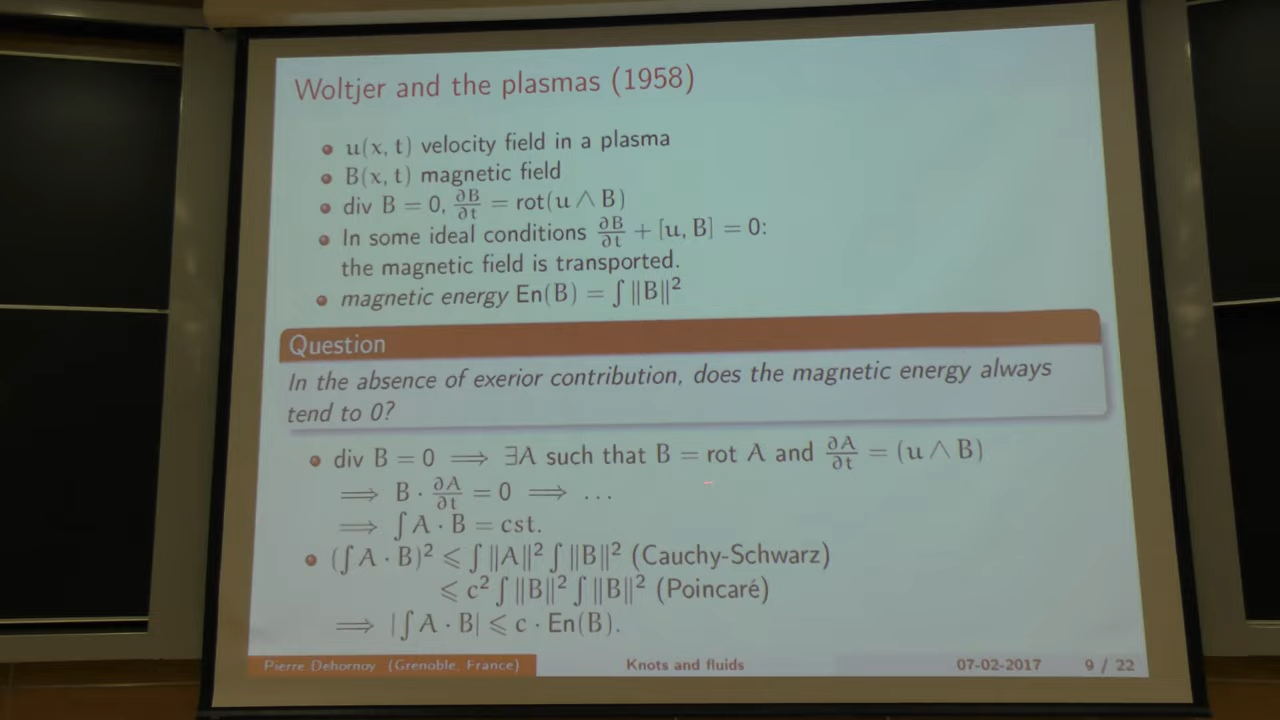 Woltjer and the plasmas (1958)
u(x, t) velocity field in a plasma
B(x, t) magnetic field
div B = 0, ∂B/∂t = rot(u ∧ B)
In some ideal conditions ∂B/∂t + [u, B] = 0:
the magnetic field is transported.
magnetic energy En(B) = ∫ ‖B‖²
Question
In the absence of exerior contribution, does the magnetic energy always
tend to 0?
div B = 0 ⟹ ∃A such that B = rot A and ∂A/∂t = (u ∧ B)
⟹ B · ∂A/∂t = 0 ⟹ ...
⟹ ∫ A · B = cst.
(∫ A · B)² ⩽ ∫ ‖A‖² ∫ ‖B‖² (Cauchy-Schwarz)
⩽ c² ∫ ‖B‖² ∫ ‖B‖² (Poincaré)
⟹ |∫ A · B| ⩽ c · En(B).
Pierre Dehornoy (Grenoble, France) Knots and fluids 07-02-2017 9 / 22